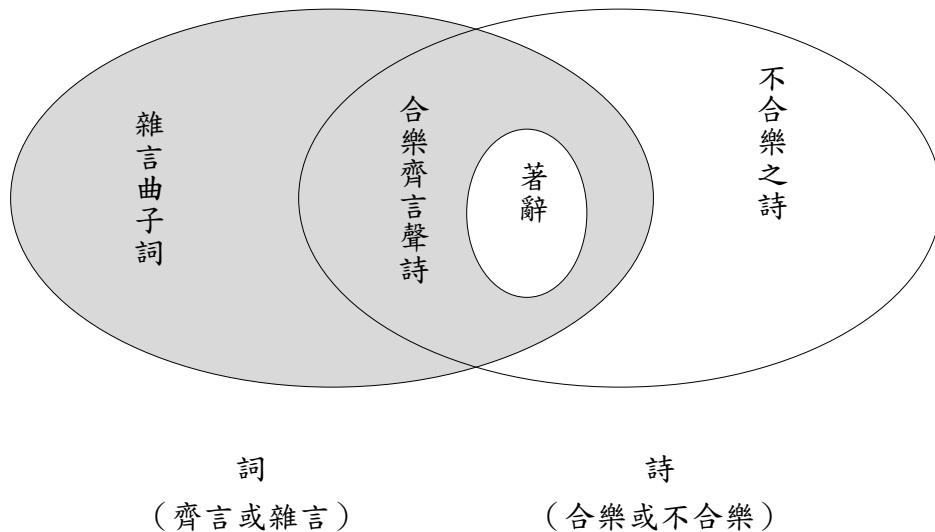 雜言曲子詞
合樂齊言聲詩
著辭
不合樂之詩
詞
（齊言或雜言）
詩
（合樂或不合樂）